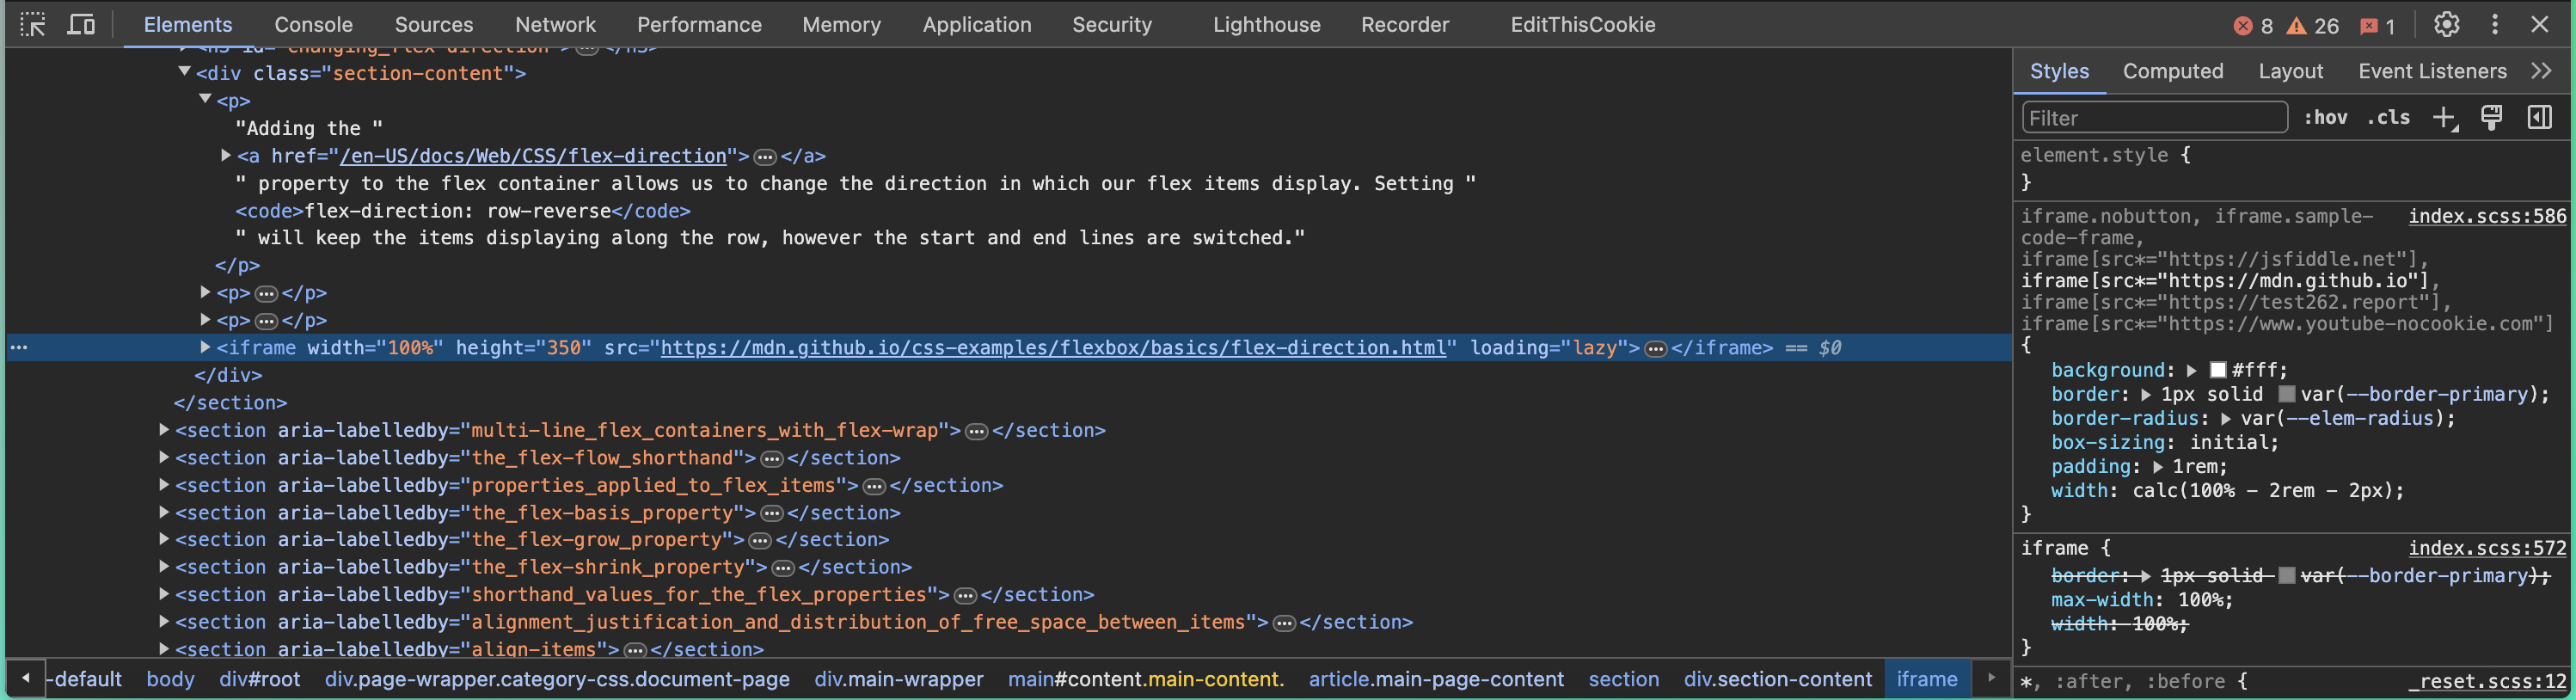 Elements Console Sources Network Performance Memory Application Security Lighthouse Recorder EditThisCookie 8 26 1
<h3 id="changing_flex-direction">…</h3>
<div class="section-content">
<p>
"Adding the "
<a href="/en-US/docs/Web/CSS/flex-direction">…</a>
" property to the flex container allows us to change the direction in which our flex items display. Setting "
<code>flex-direction: row-reverse</code>
" will keep the items displaying along the row, however the start and end lines are switched."
</p>
<p>…</p>
<p>…</p>
… <iframe width="100%" height="350" src="https://mdn.github.io/css-examples/flexbox/basics/flex-direction.html" loading="lazy">…</iframe> == $0
</div>
</section>
<section aria-labelledby="multi-line_flex_containers_with_flex-wrap">…</section>
<section aria-labelledby="the_flex-flow_shorthand">…</section>
<section aria-labelledby="properties_applied_to_flex_items">…</section>
<section aria-labelledby="the_flex-basis_property">…</section>
<section aria-labelledby="the_flex-grow_property">…</section>
<section aria-labelledby="the_flex-shrink_property">…</section>
<section aria-labelledby="shorthand_values_for_the_flex_properties">…</section>
<section aria-labelledby="alignment_justification_and_distribution_of_free_space_between_items">…</section>
<section aria-labelledby="align-items">…</section>
-default body div#root div.page-wrapper.category-css.document-page div.main-wrapper main#content.main-content. article.main-page-content section div.section-content iframe
Styles Computed Layout Event Listeners
Filter :hov .cls
element.style {
}
iframe.nobutton, iframe.sample- index.scss:586
code-frame,
iframe[src*="https://jsfiddle.net"],
iframe[src*="https://mdn.github.io"],
iframe[src*="https://test262.report"],
iframe[src*="https://www.youtube-nocookie.com"]
{
background: #fff;
border: 1px solid var(--border-primary);
border-radius: var(--elem-radius);
box-sizing: initial;
padding: 1rem;
width: calc(100% - 2rem - 2px);
}
iframe { index.scss:572
border: 1px solid var(--border-primary);
max-width: 100%;
width: 100%;
}
*, :after, :before { _reset.scss:12